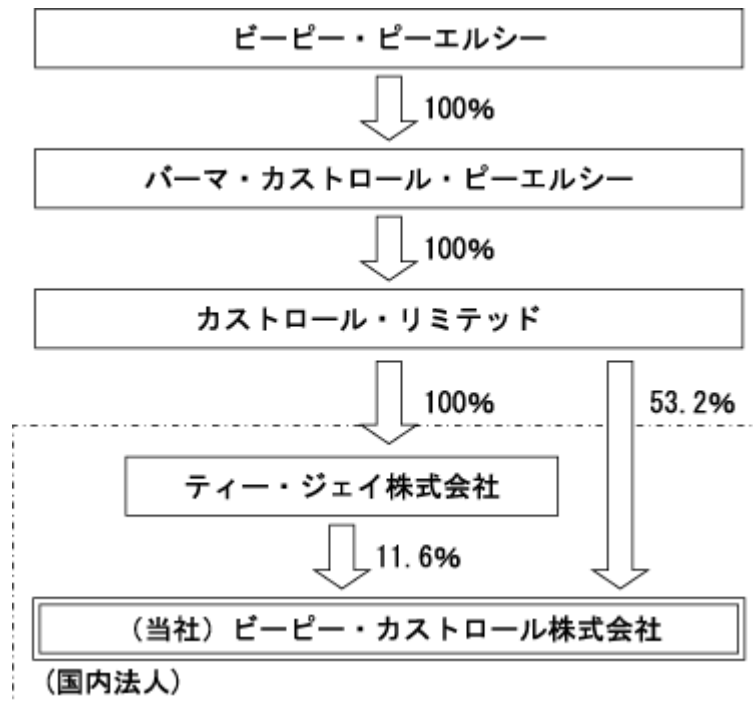 ビーピー・ピーエルシー
100%
バーマ・カストロール・ピーエルシー
100%
カストロール・リミテッド
100%
53.2%
ティー・ジェイ株式会社
11.6%
（当社）ビーピー・カストロール株式会社
（国内法人）